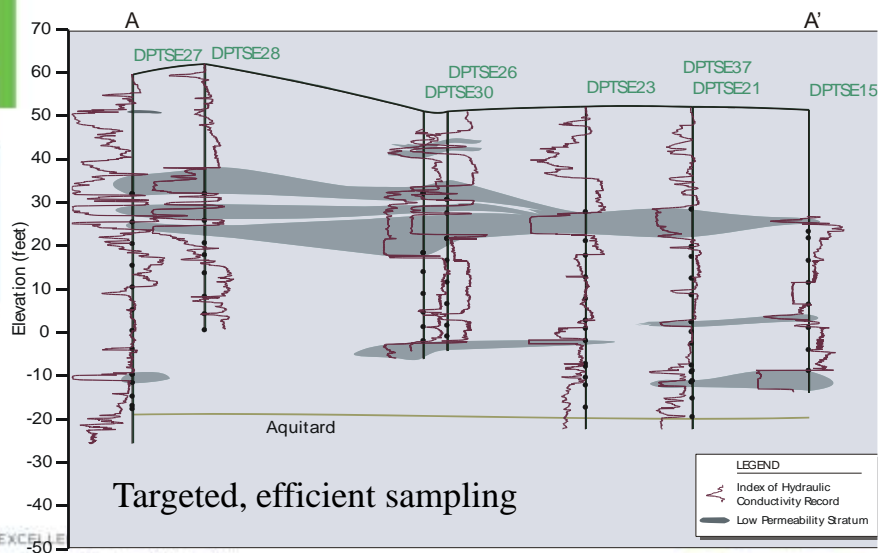 A A'
70
60
50
40
30
20
10
0
-10
-20
-30
-40
-50
Elevation (feet)
DPTSE27 DPTSE28
DPTSE26
DPTSE30
DPTSE23
DPTSE37
DPTSE21
DPTSE15
Aquitard
Targeted, efficient sampling
LEGEND
Index of Hydraulic
Conductivity Record
Low Permeability Stratum
EXCELLE